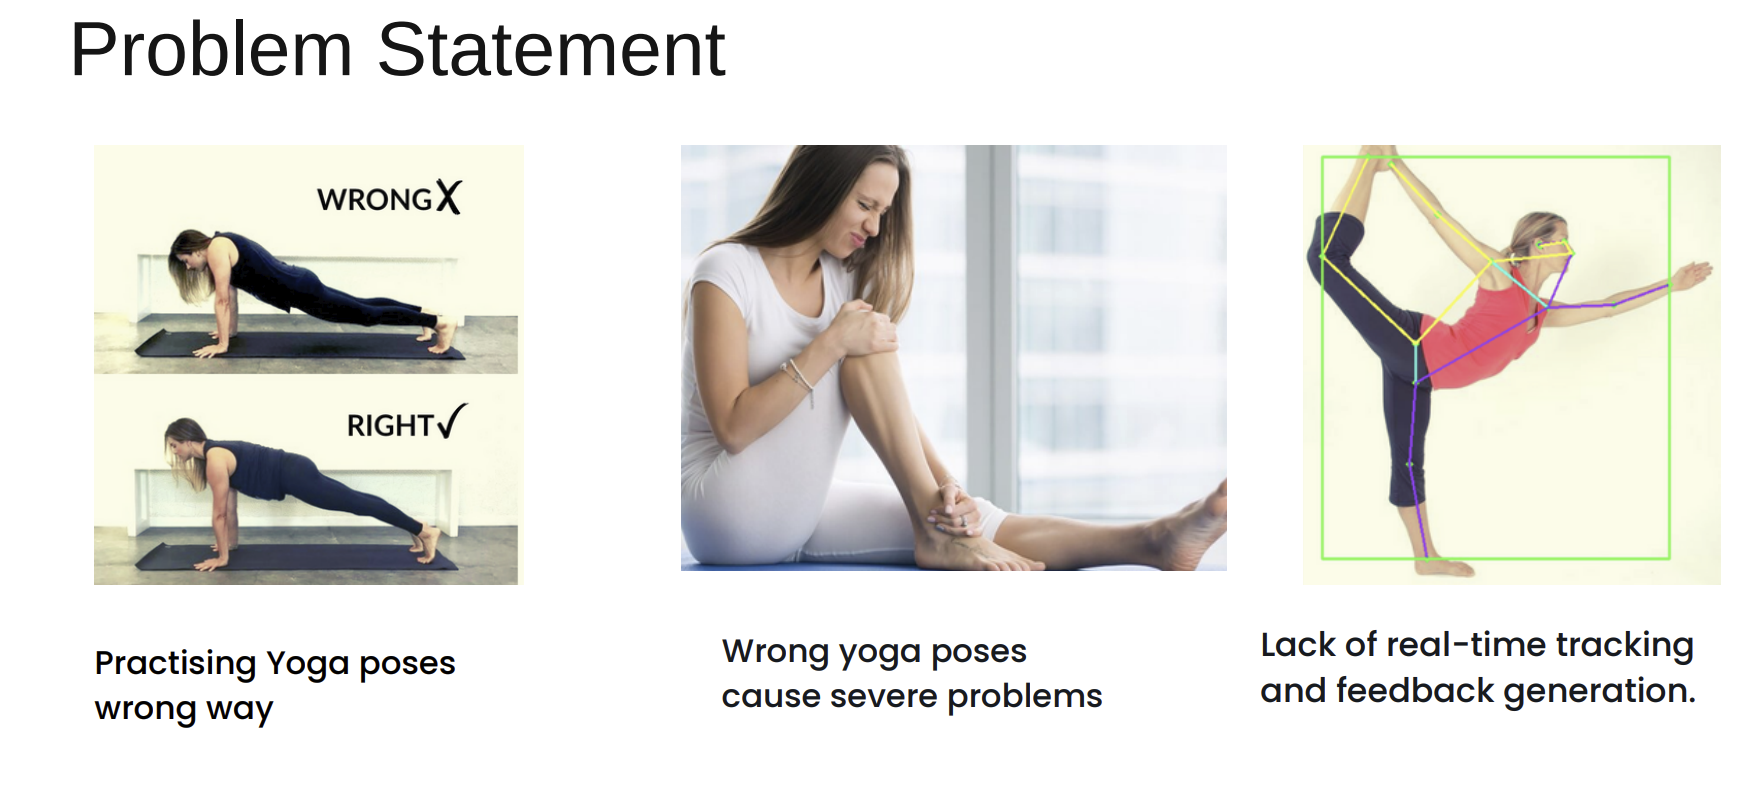 Problem Statement
WRONG X
RIGHT ✓
Practising Yoga poses
wrong way
Wrong yoga poses
cause severe problems
Lack of real-time tracking
and feedback generation.